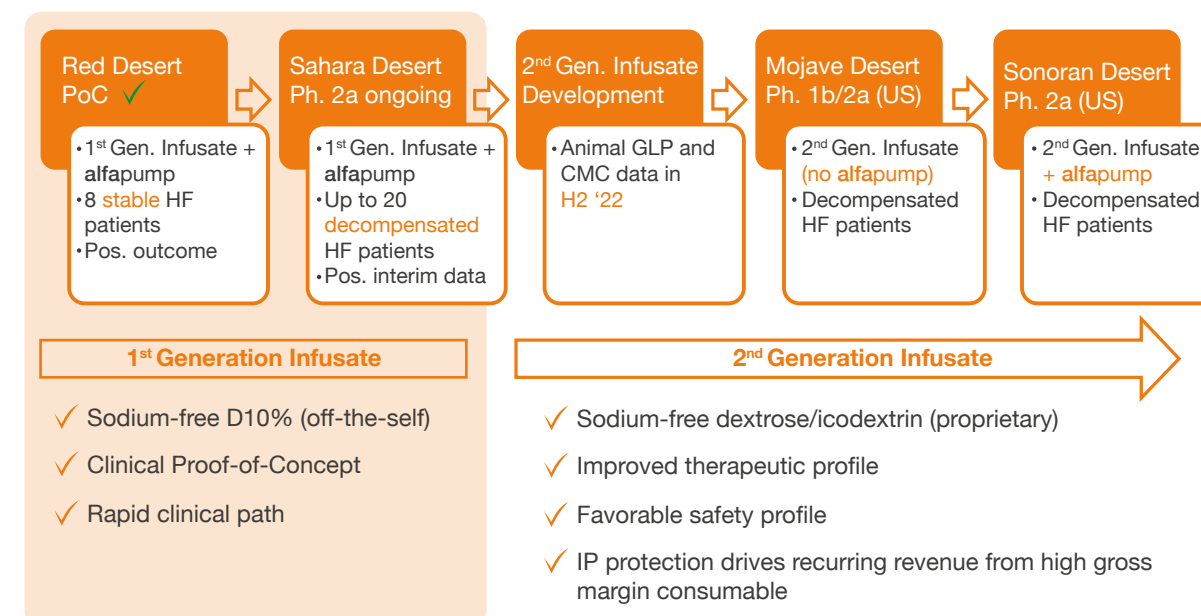 Red Desert
PoC ✓
• 1st Gen. Infusate +
alfapump
• 8 stable HF
patients
• Pos. outcome
Sahara Desert
Ph. 2a ongoing
• 1st Gen. Infusate +
alfapump
• Up to 20
decompensated
HF patients
• Pos. interim data
2nd Gen. Infusate
Development
• Animal GLP and
CMC data in
H2 ‘22
Mojave Desert
Ph. 1b/2a (US)
• 2nd Gen. Infusate
(no alfapump)
• Decompensated
HF patients
Sonoran Desert
Ph. 2a (US)
• 2nd Gen. Infusate
+ alfapump
• Decompensated
HF patients
1st Generation Infusate
✓ Sodium-free D10% (off-the-self)
✓ Clinical Proof-of-Concept
✓ Rapid clinical path
2nd Generation Infusate
✓ Sodium-free dextrose/icodextrin (proprietary)
✓ Improved therapeutic profile
✓ Favorable safety profile
✓ IP protection drives recurring revenue from high gross
margin consumable